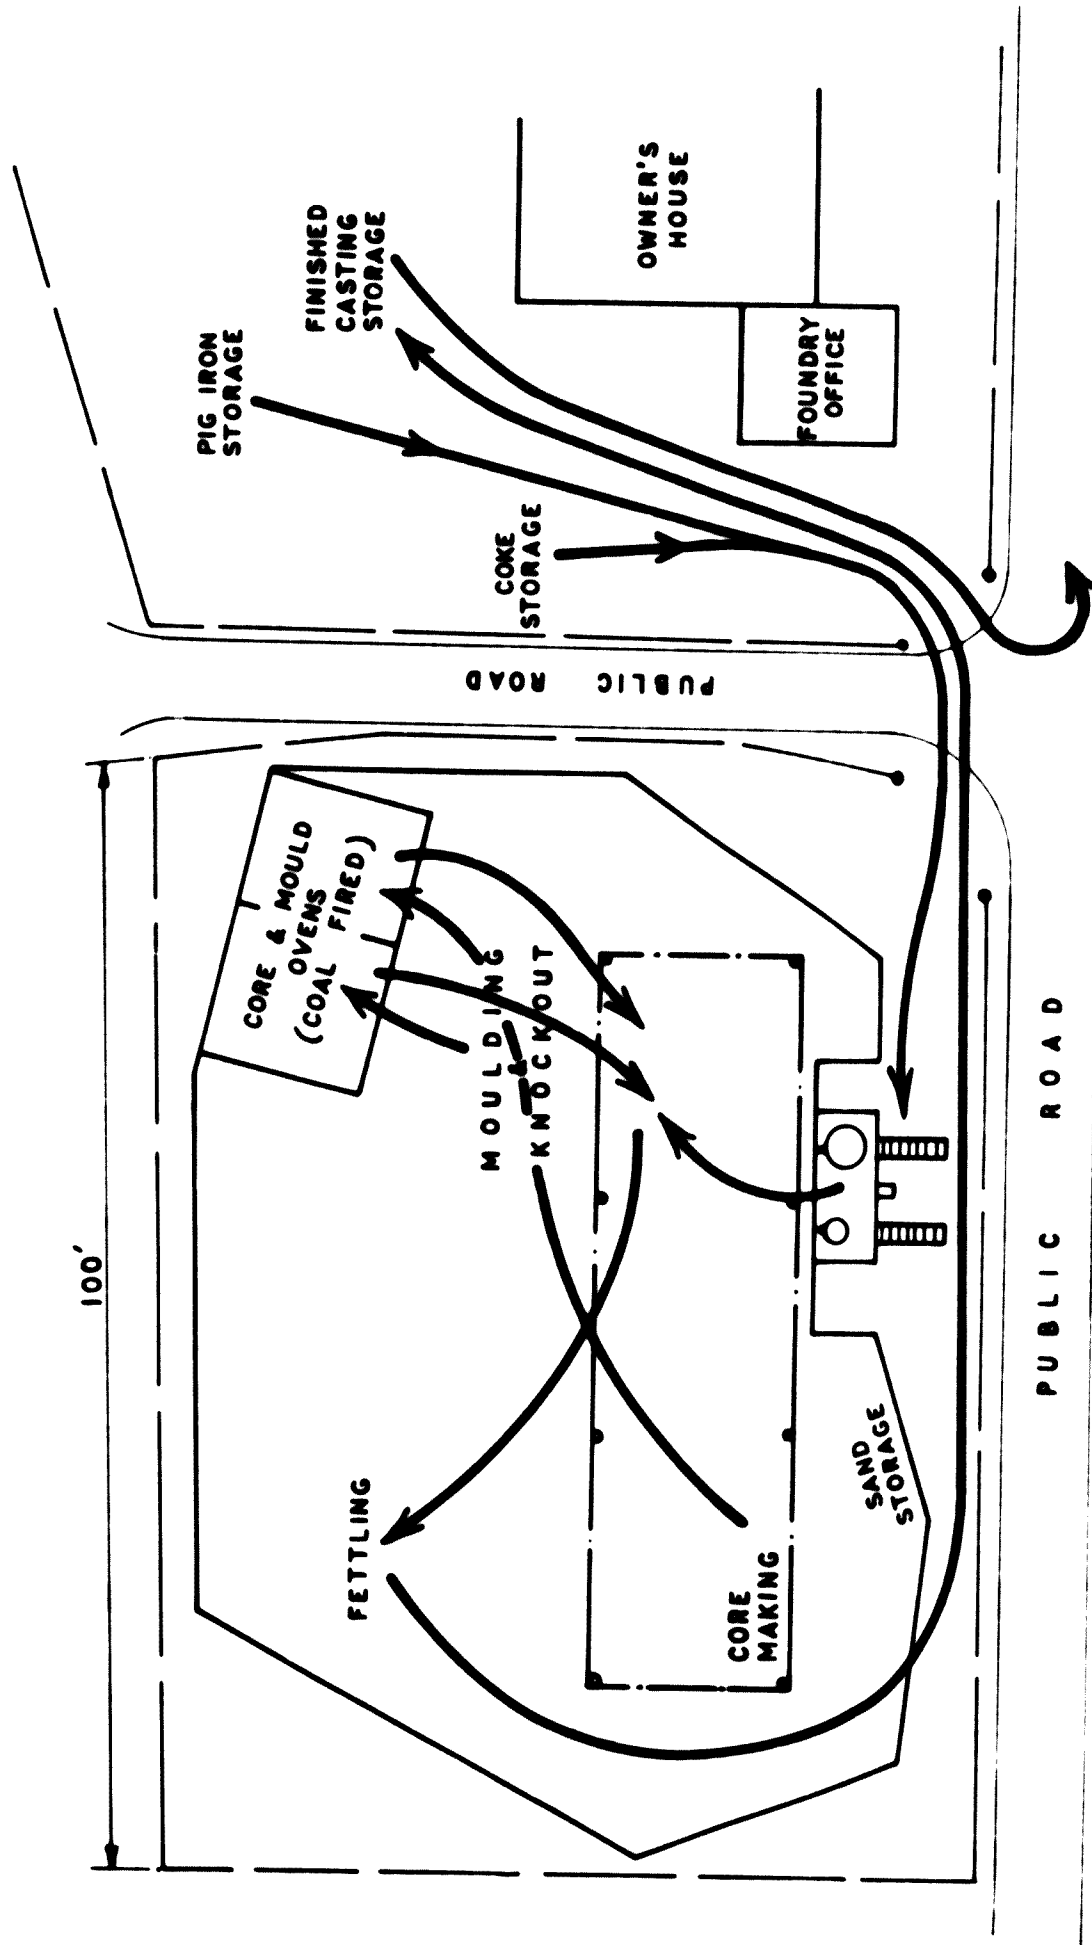 100′
PIG IRON
STORAGE
FINISHED
CASTING
STORAGE
COKE
STORAGE
OWNER'S
HOUSE
FOUNDRY
OFFICE
PUBLIC ROAD
CORE & MOULD
OVENS
(COAL FIRED)
MOULDING
&
KNOCKOUT
FETTLING
CORE
MAKING
SAND
STORAGE
PUBLIC ROAD